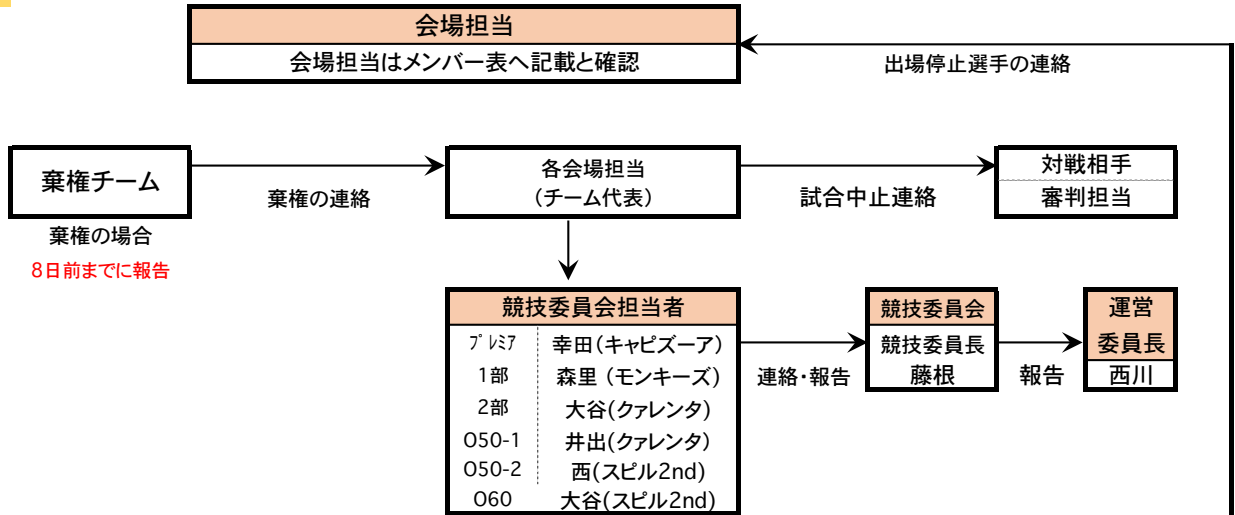 会場担当
会場担当はメンバー表へ記載と確認
出場停止選手の連絡
棄権チーム
棄権の連絡
各会場担当
(チーム代表)
試合中止連絡
対戦相手
審判担当
棄権の場合
8日前までに報告
競技委員会担当者
ﾌﾟﾚﾐｱ 幸田(キャピズーア)
1部 森里 (モンキーズ)
2部 大谷(クァレンタ)
O50-1 井出(クァレンタ)
O50-2 西(スピル2nd)
O60 大谷(スピル2nd)
連絡・報告
競技委員会
競技委員長
藤根
報告
運営
委員長
西川